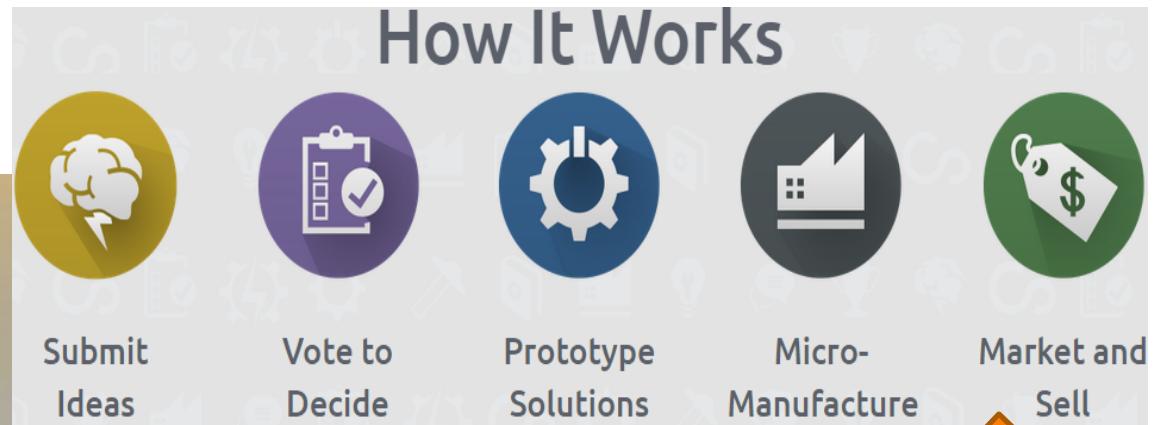 How It Works
Submit Ideas
Vote to Decide
Prototype Solutions
Micro-Manufacture
Market and Sell
$